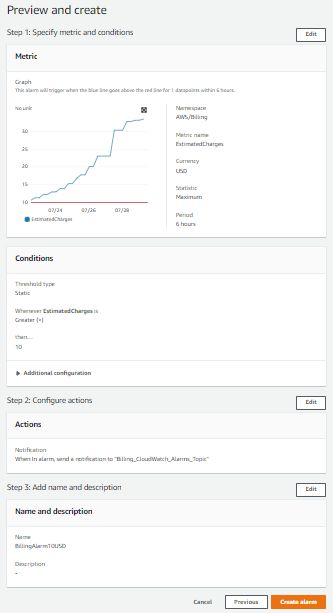 Preview and create
Step 1: Specify metric and conditions
Edit
Metric
Graph
This alarm will trigger when the blue line goes above the red line for 1 datapoints within 6 hours.
No unit
30
25
20
15
10
07/24
07/26
07/28
EstimatedCharges
Namespace
AWS/Billing
Metric name
EstimatedCharges
Currency
USD
Statistic
Maximum
Period
6 hours
Conditions
Threshold type
Static
Whenever EstimatedCharges is
Greater (>)
than...
10
Additional configuration
Step 2: Configure actions
Edit
Actions
Notification
When In alarm, send a notification to "Billing_CloudWatch_Alarms_Topic"
Step 3: Add name and description
Edit
Name and description
Name
BillingAlarm10USD
Description
-
Cancel
Previous
Create alarm